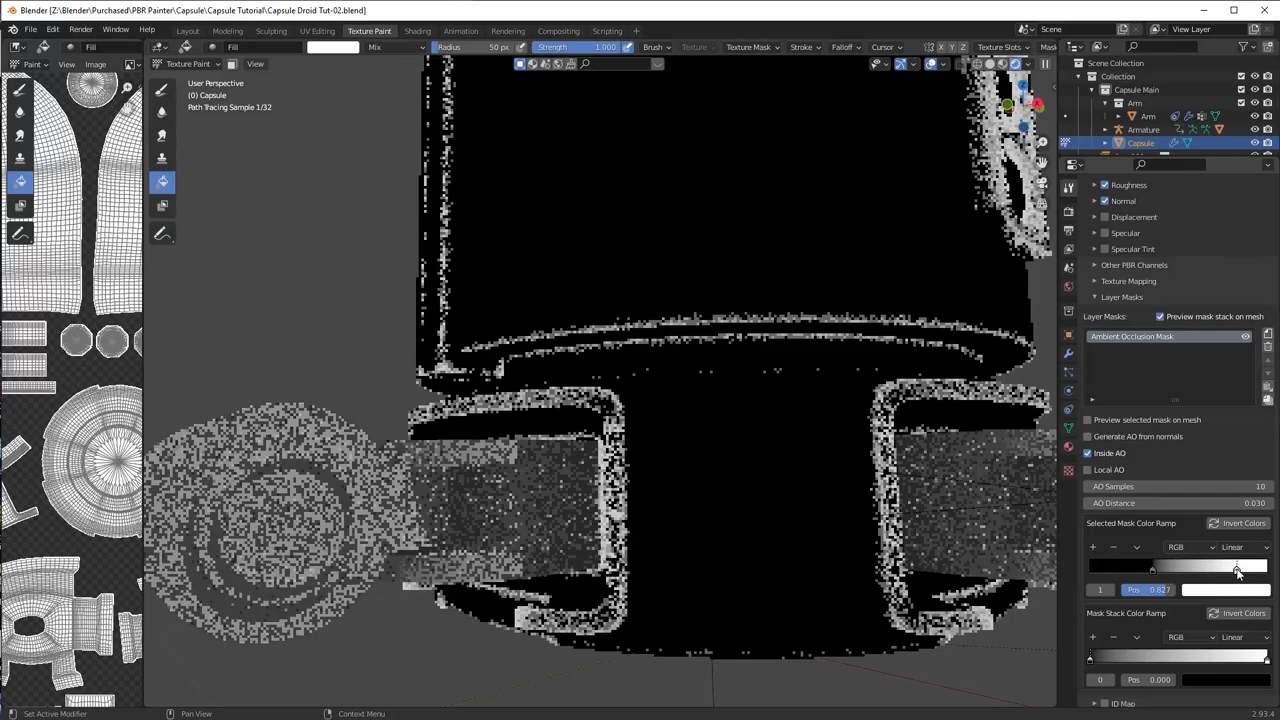 Blender [Z:\Blender\Purchased\PBR Painter\Capsule\Capsule Tutorial\Capsule Droid Tut-02.blend]
File Edit Render Window Help Layout Modeling Sculpting UV Editing Texture Paint Shading Animation Rendering Compositing Scripting + Scene View Layer
Fill Fill Mix Radius 50 px Strength 1.000 Brush Texture Texture Mask Stroke Falloff Cursor X Y Z Texture Slots Mask
Paint View Image Texture Paint View
User Perspective
(0) Capsule
Path Tracing Sample 1/32
X
Scene Collection
Collection
Capsule Main
Arm
Arm
Armature
Capsule
Roughness
Normal
Displacement
Specular
Specular Tint
Other PBR Channels
Texture Mapping
Layer Masks
Layer Masks: Preview mask stack on mesh
Ambient Occlusion Mask
Preview selected mask on mesh
Generate AO from normals
Inside AO
Local AO
AO Samples 10
AO Distance 0.030
Selected Mask Color Ramp Invert Colors
RGB Linear
1 Pos 0.827
Mask Stack Color Ramp Invert Colors
RGB Linear
0 Pos 0.000
ID Map
Set Active Modifier Pan View Context Menu 2.93.4